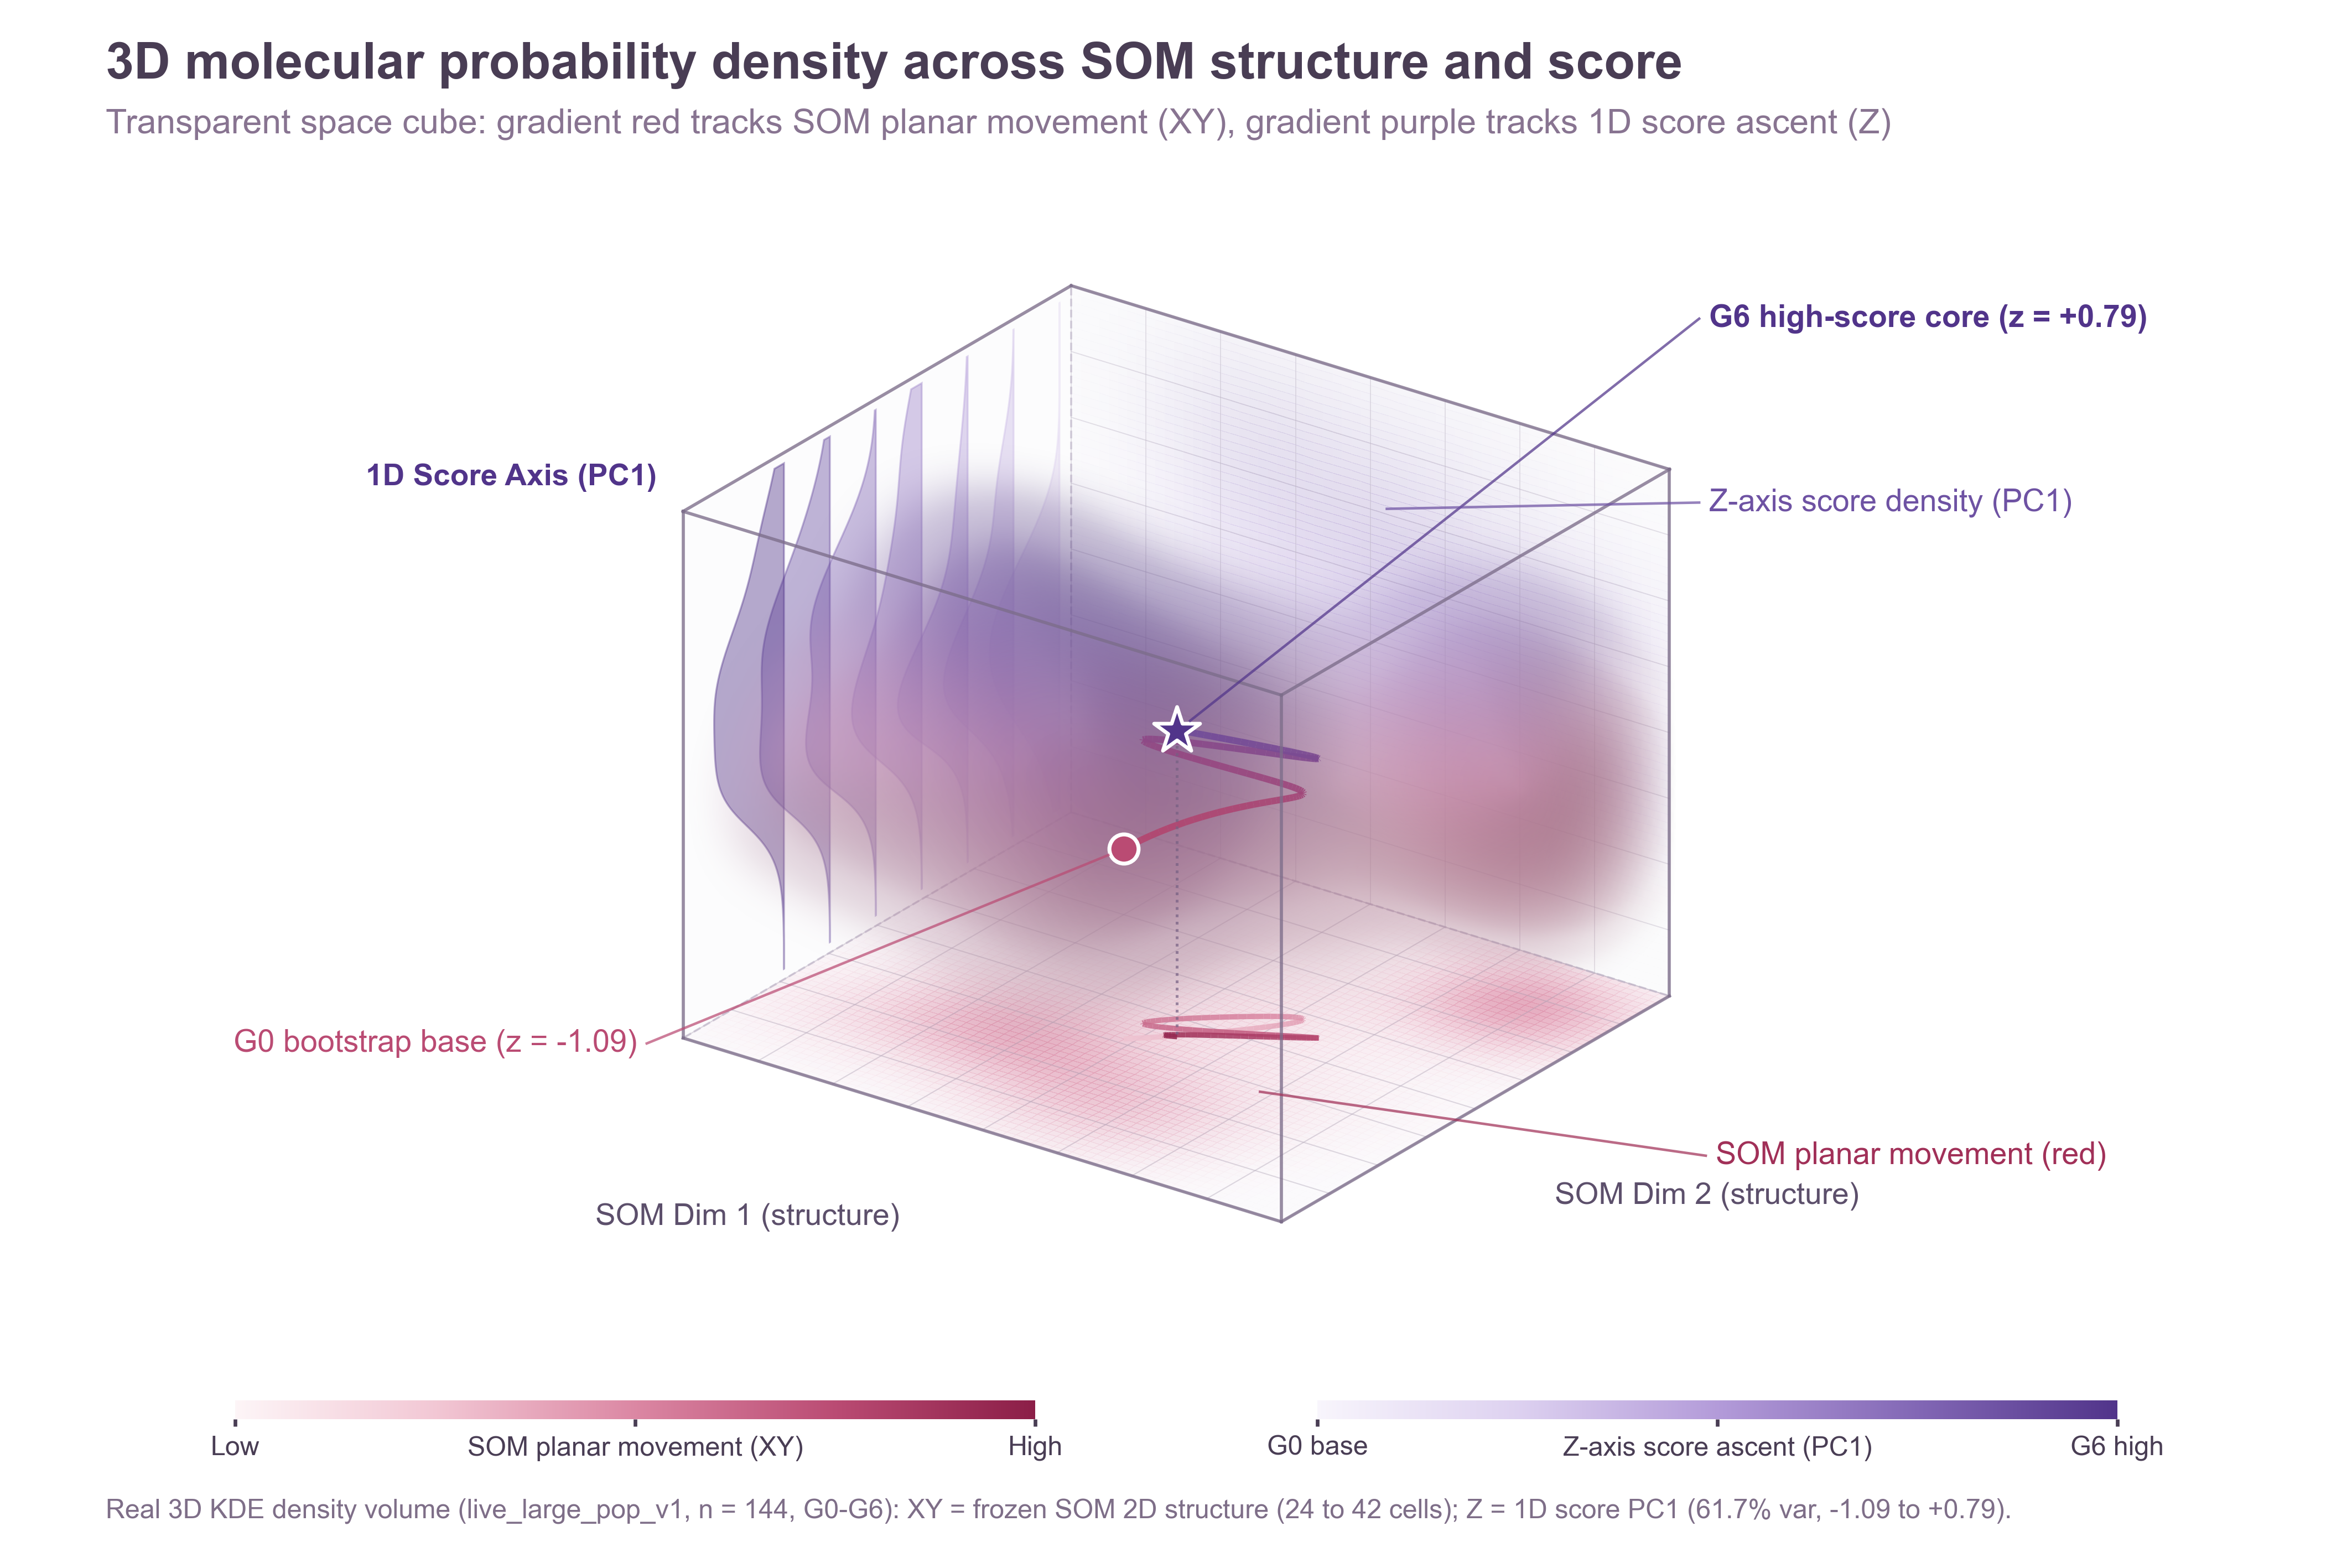 3D molecular probability density across SOM structure and score
Transparent space cube: gradient red tracks SOM planar movement (XY), gradient purple tracks 1D score ascent (Z)
G6 high-score core (z = +0.79)
1D Score Axis (PC1)
Z-axis score density (PC1)
G0 bootstrap base (z = -1.09)
SOM planar movement (red)
SOM Dim 2 (structure)
SOM Dim 1 (structure)
Low
SOM planar movement (XY)
High
G0 base
Z-axis score ascent (PC1)
G6 high
Real 3D KDE density volume (live_large_pop_v1, n = 144, G0-G6): XY = frozen SOM 2D structure (24 to 42 cells); Z = 1D score PC1 (61.7% var, -1.09 to +0.79).